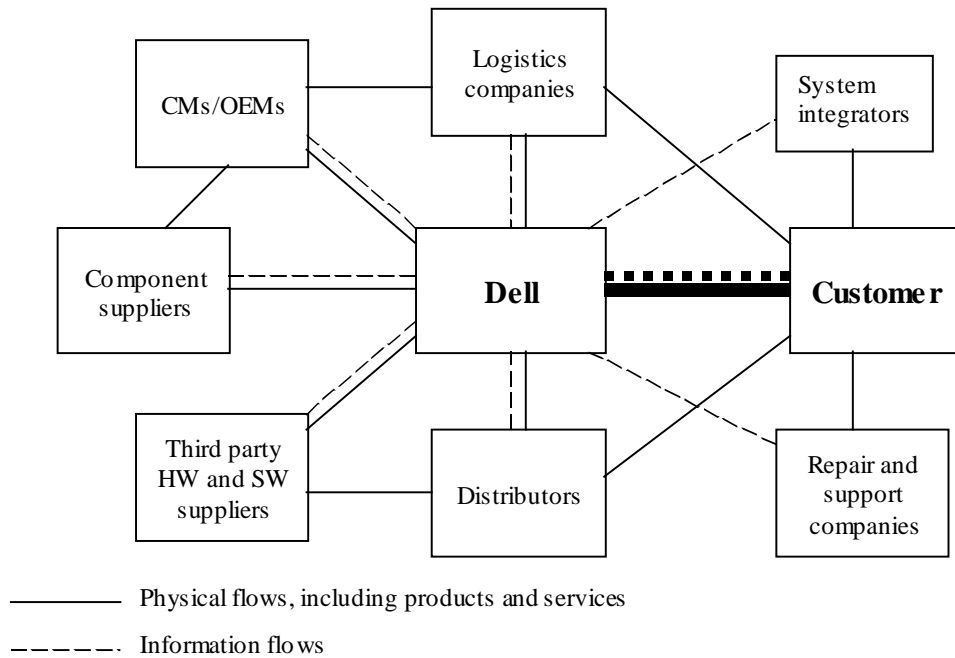 Logistics
companies
CMs/OEMs
System
integrators
Component
suppliers
Dell
Customer
Third party
HW and SW
suppliers
Distributors
Repair and
support
companies
Physical flows, including products and services
Information flows